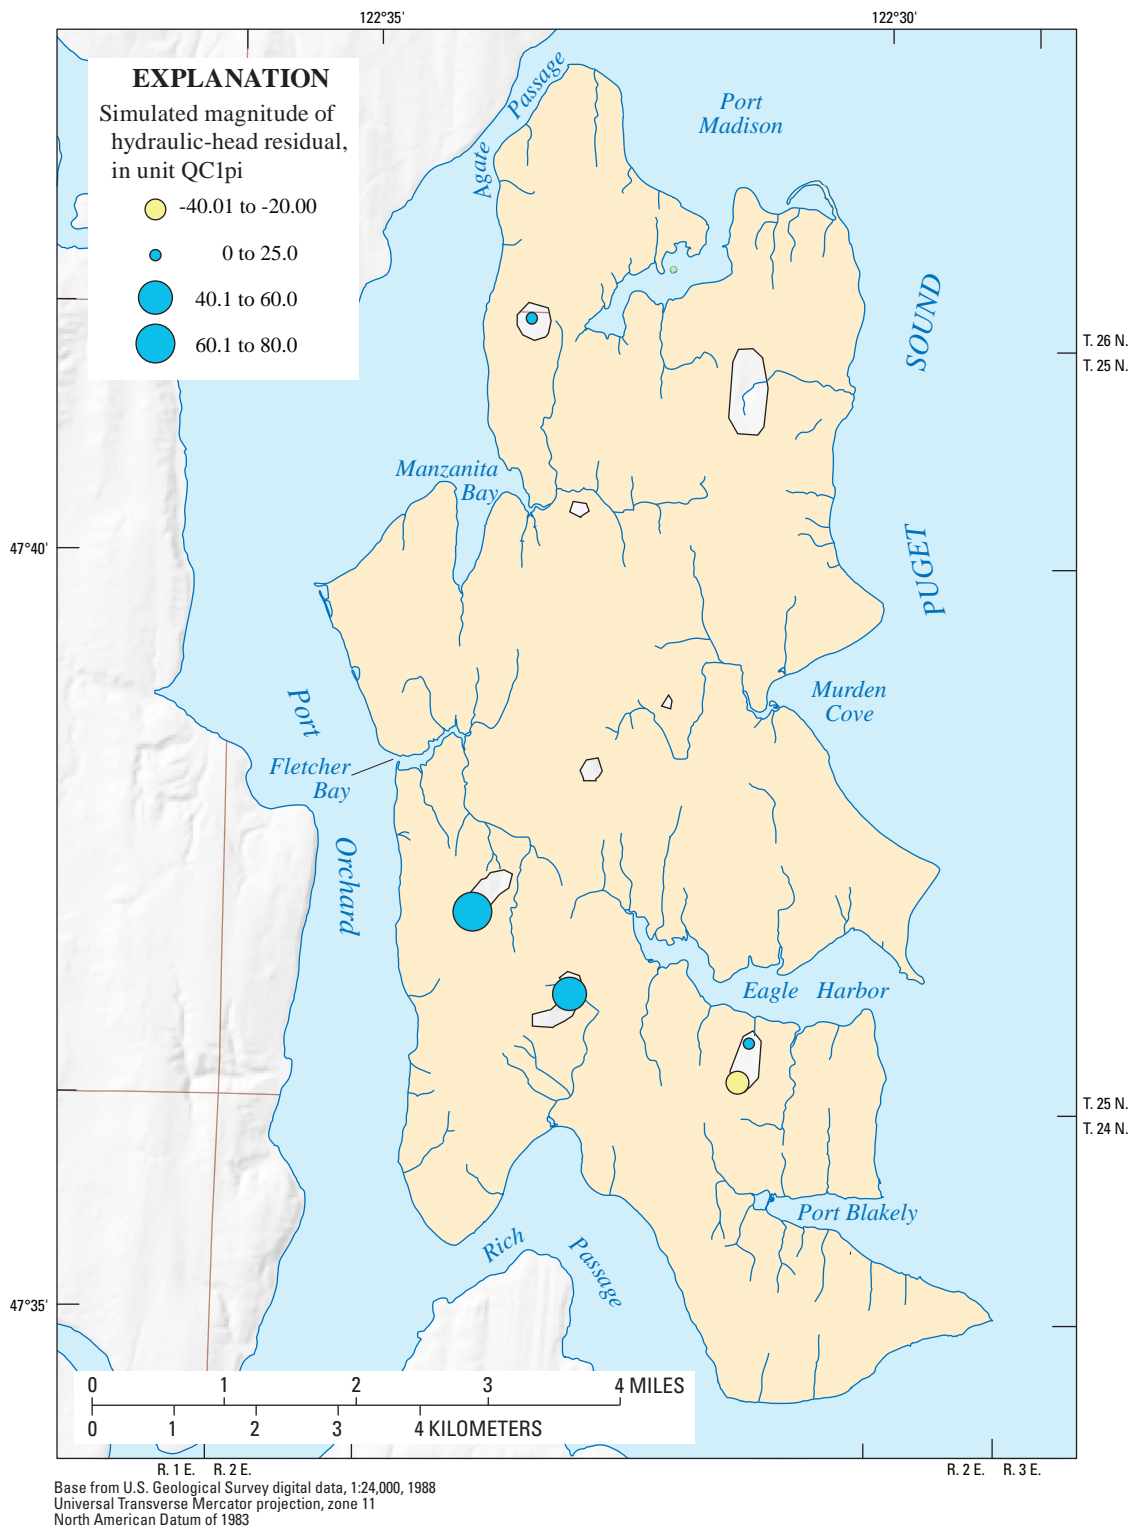 122°35'
122°30'
EXPLANATION
Simulated magnitude of
hydraulic-head residual,
in unit QC1pi
-40.01 to -20.00
0 to 25.0
40.1 to 60.0
60.1 to 80.0
Agate Passage
Port
Madison
SOUND
T. 26 N.
T. 25 N.
Manzanita
Bay
47°40'
PUGET
Port
Murden
Cove
Fletcher
Bay
Orchard
Eagle Harbor
T. 25 N.
T. 24 N.
Port Blakely
Rich Passage
47°35'
0 1 2 3 4 MILES
0 1 2 3 4 KILOMETERS
R. 1 E. R. 2 E.
R. 2 E. R. 3 E.
Base from U.S. Geological Survey digital data, 1:24,000, 1988
Universal Transverse Mercator projection, zone 11
North American Datum of 1983